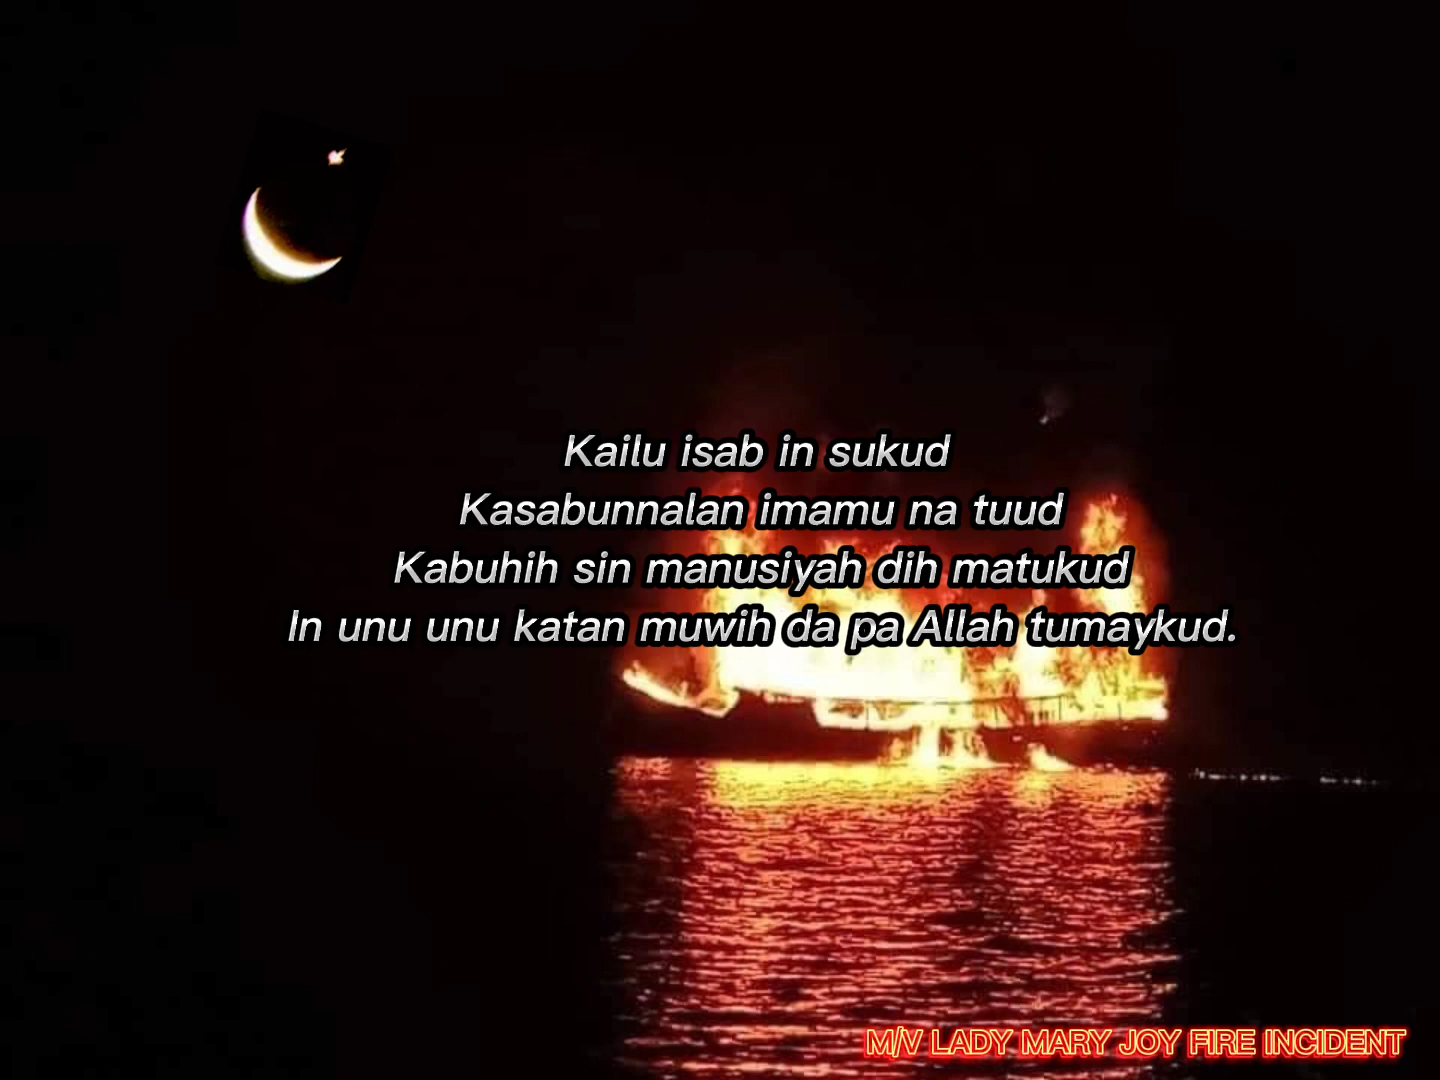 Kailu isab in sukud
Kasabunnalan imamu na tuud
Kabuhih sin manusiyah dih matukud
In unu unu katan muwih da pa Allah tumaykud.
M/V LADY MARY JOY FIRE INCIDENT